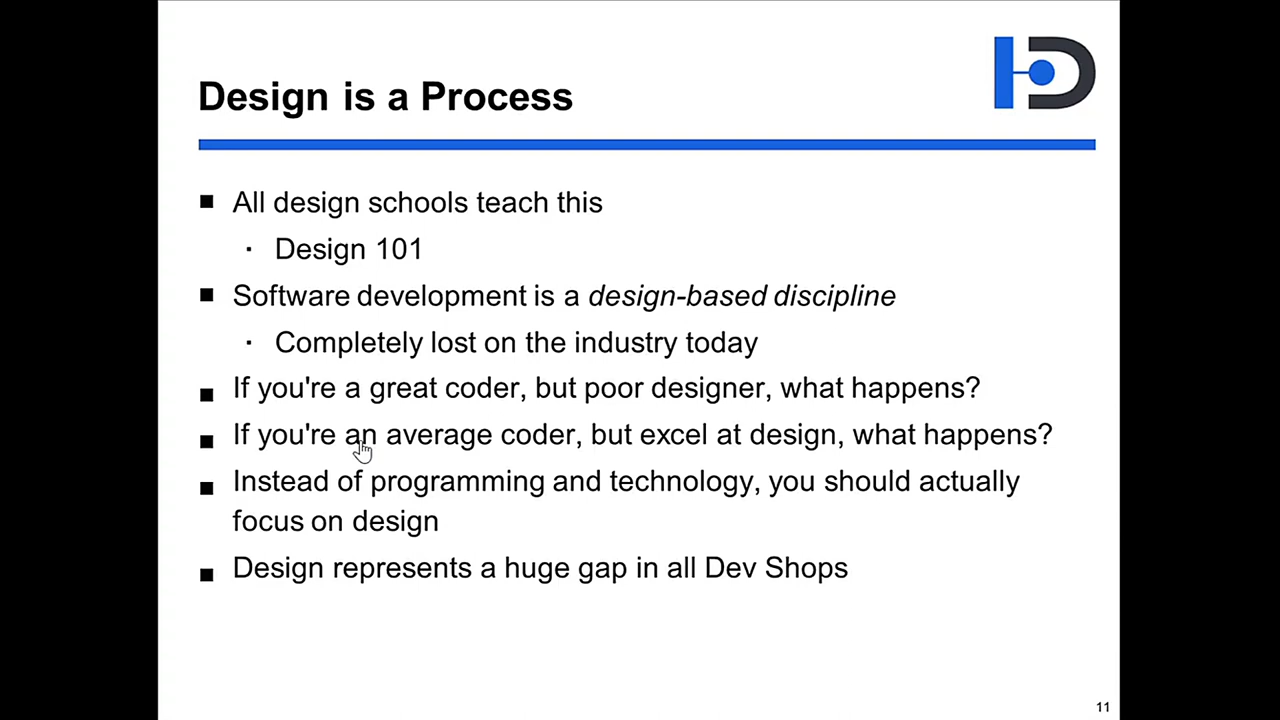 Design is a Process
All design schools teach this
Design 101
Software development is a design-based discipline
Completely lost on the industry today
If you're a great coder, but poor designer, what happens?
If you're an average coder, but excel at design, what happens?
Instead of programming and technology, you should actually
focus on design
Design represents a huge gap in all Dev Shops
11